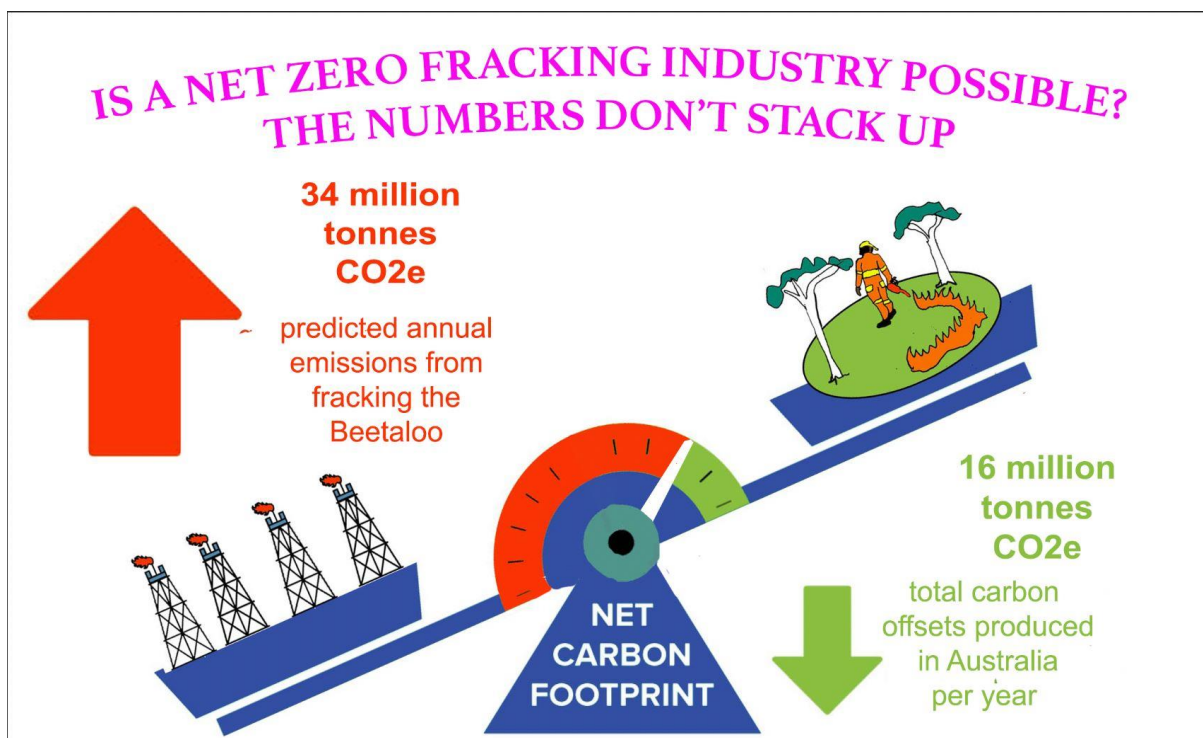 IS A NET ZERO FRACKING INDUSTRY POSSIBLE?
THE NUMBERS DON'T STACK UP
34 million
tonnes
CO2e
predicted annual
emissions from
fracking the
Beetaloo
16 million
tonnes
CO2e
total carbon
offsets produced
in Australia
per year
NET
CARBON
FOOTPRINT